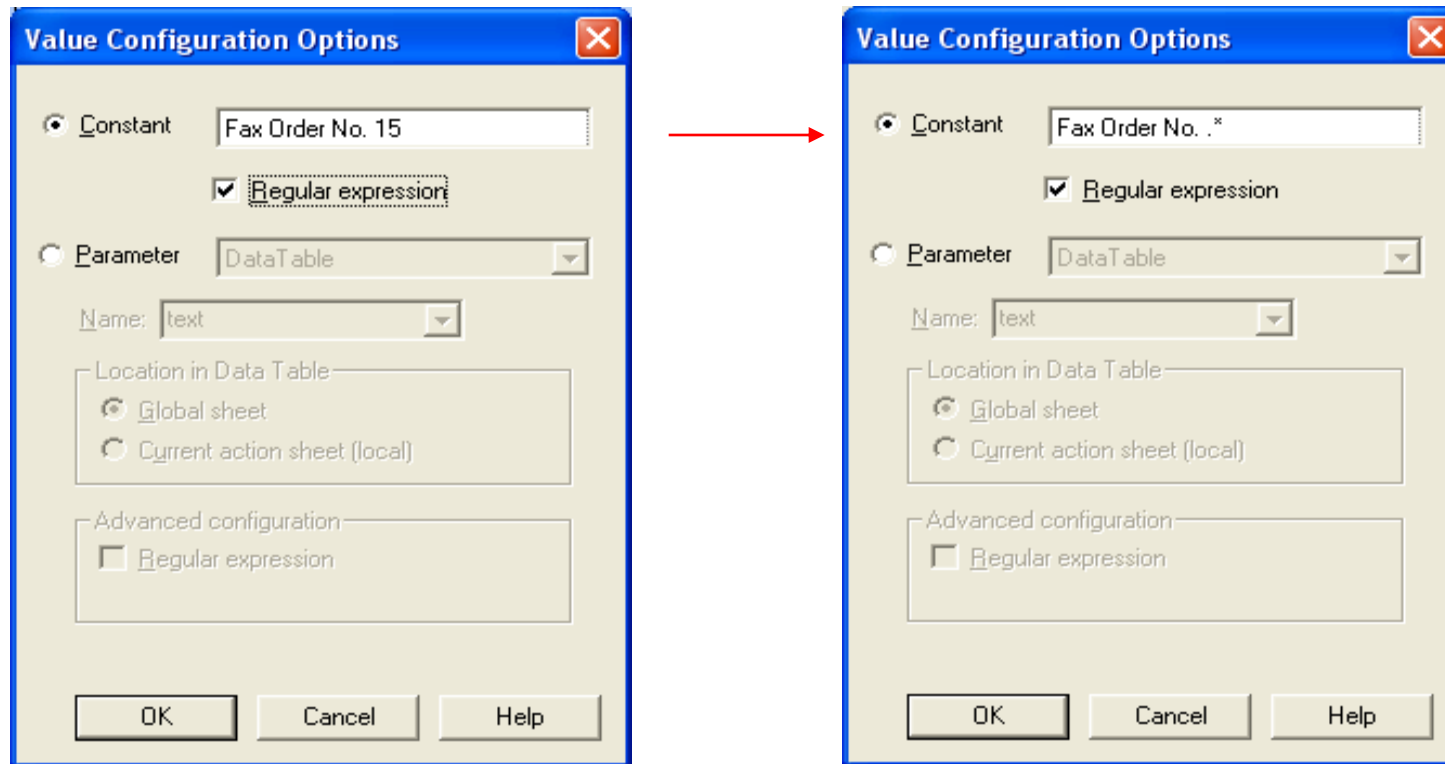 Value Configuration Options
Constant
Fax Order No. 15
Regular expression
Parameter
DataTable
Name:
text
Location in Data Table
Global sheet
Current action sheet (local)
Advanced configuration
Regular expression
OK
Cancel
Help
Value Configuration Options
Constant
Fax Order No. .*
Regular expression
Parameter
DataTable
Name:
text
Location in Data Table
Global sheet
Current action sheet (local)
Advanced configuration
Regular expression
OK
Cancel
Help